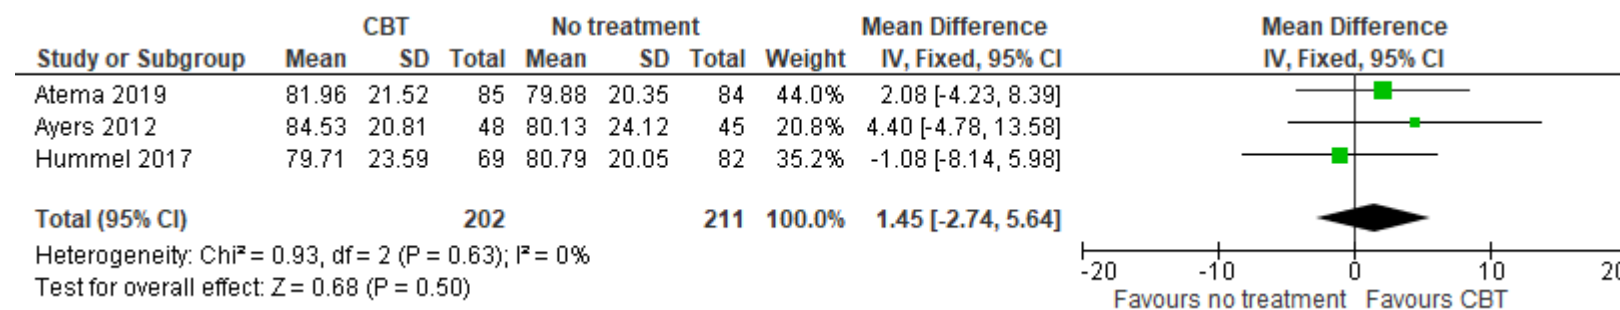 CBT No treatment Mean Difference Mean Difference
Study or Subgroup Mean SD Total Mean SD Total Weight IV, Fixed, 95% CI IV, Fixed, 95% CI
Atema 2019 81.96 21.52 85 79.88 20.35 84 44.0% 2.08 [-4.23, 8.39]
Ayers 2012 84.53 20.81 48 80.13 24.12 45 20.8% 4.40 [-4.78, 13.58]
Hummel 2017 79.71 23.59 69 80.79 20.05 82 35.2% -1.08 [-8.14, 5.98]
Total (95% CI) 202 211 100.0% 1.45 [-2.74, 5.64]
Heterogeneity: Chi² = 0.93, df = 2 (P = 0.63); I² = 0%
Test for overall effect: Z = 0.68 (P = 0.50)
-20 -10 0 10 20
Favours no treatment Favours CBT